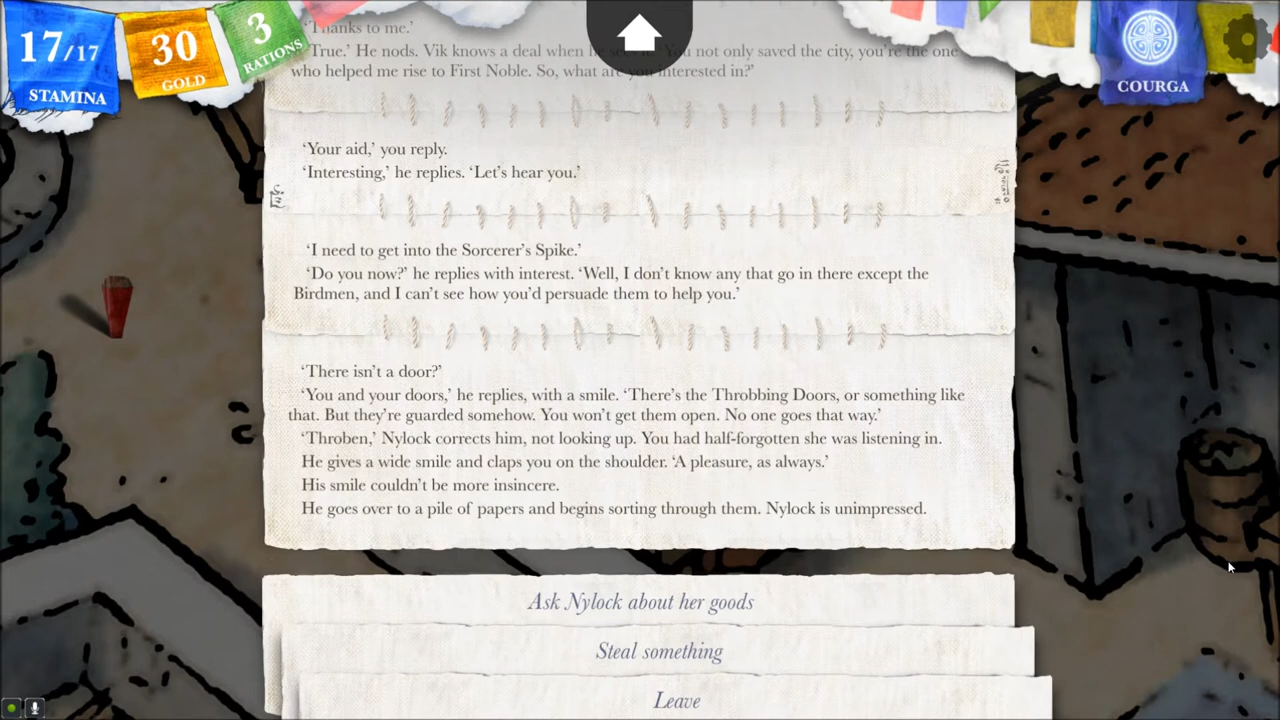 17/17
STAMINA
30
GOLD
3
RATIONS
COURGA
'Thanks to me.'
'True.' He nods. Vik knows a deal when he sees it. 'You not only saved the city, you're the one
who helped me rise to First Noble. So, what are you interested in?'
'Your aid,' you reply.
'Interesting,' he replies. 'Let's hear you.'
'I need to get into the Sorcerer's Spike.'
'Do you now?' he replies with interest. 'Well, I don't know any that go in there except the
Birdmen, and I can't see how you'd persuade them to help you.'
'There isn't a door?'
'You and your doors,' he replies, with a smile. 'There's the Throbbing Doors, or something like
that. But they're guarded somehow. You won't get them open. No one goes that way.'
'Throben,' Nylock corrects him, not looking up. You had half-forgotten she was listening in.
He gives a wide smile and claps you on the shoulder. 'A pleasure, as always.'
His smile couldn't be more insincere.
He goes over to a pile of papers and begins sorting through them. Nylock is unimpressed.
Ask Nylock about her goods
Steal something
Leave